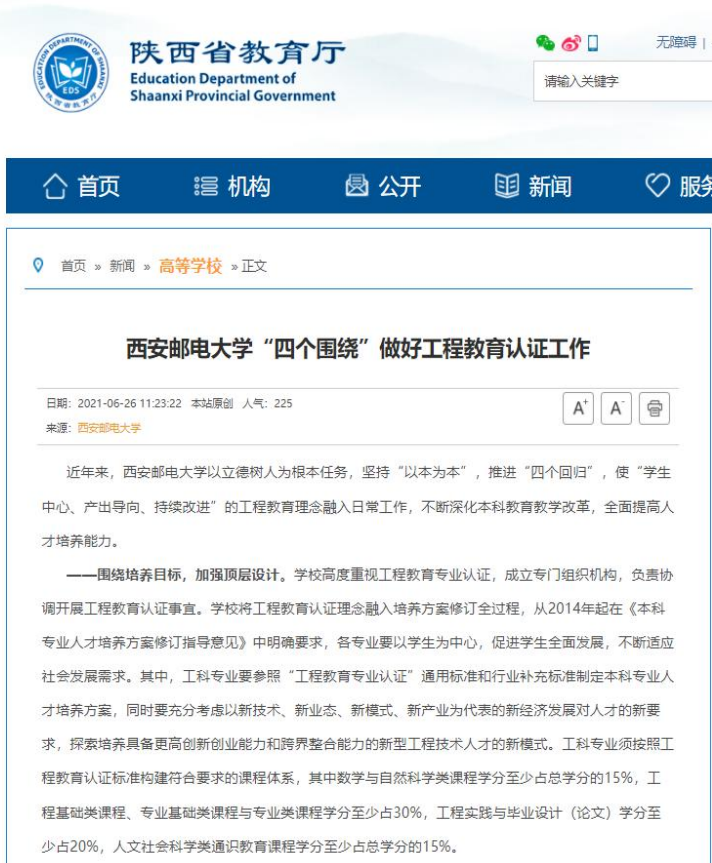 陕西省教育厅
Education Department of
Shaanxi Provincial Government
无障碍 |
请输入关键字
首页 机构 公开 新闻 服务
首页 » 新闻 » 高等学校 » 正文
西安邮电大学“四个围绕”做好工程教育认证工作
日期: 2021-06-26 11:23:22 本站原创 人气: 225
来源: 西安邮电大学
A+ A-
近年来，西安邮电大学以立德树人为根本任务，坚持“以本为本”，推进“四个回归”，使“学生
中心、产出导向、持续改进”的工程教育理念融入日常工作，不断深化本科教育教学改革，全面提高人
才培养能力。
——围绕培养目标，加强顶层设计。学校高度重视工程教育专业认证，成立专门组织机构，负责协
调开展工程教育认证事宜。学校将工程教育认证理念融入培养方案修订全过程，从2014年起在《本科
专业人才培养方案修订指导意见》中明确要求，各专业要以学生为中心，促进学生全面发展，不断适应
社会发展需求。其中，工科专业要参照“工程教育专业认证”通用标准和行业补充标准制定本科专业人
才培养方案，同时要充分考虑以新技术、新业态、新模式、新产业为代表的新经济发展对人才的新要
求，探索培养具备更高创新创业能力和跨界整合能力的新型工程技术人才的新模式。工科专业须按照工
程教育认证标准构建符合要求的课程体系，其中数学与自然科学类课程学分至少占总学分的15%，工
程基础类课程、专业基础类课程与专业类课程学分至少占30%，工程实践与毕业设计（论文）学分至
少占20%，人文社会科学类通识教育课程学分至少占总学分的15%。